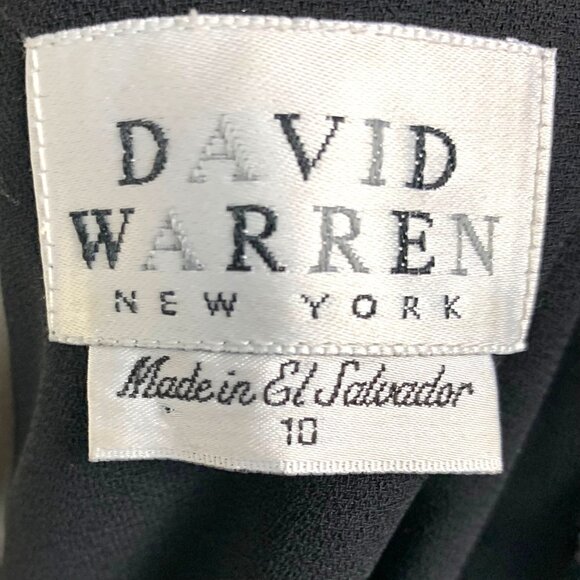 DAVID
WARREN
NEW YORK
Made in El Salvador
10